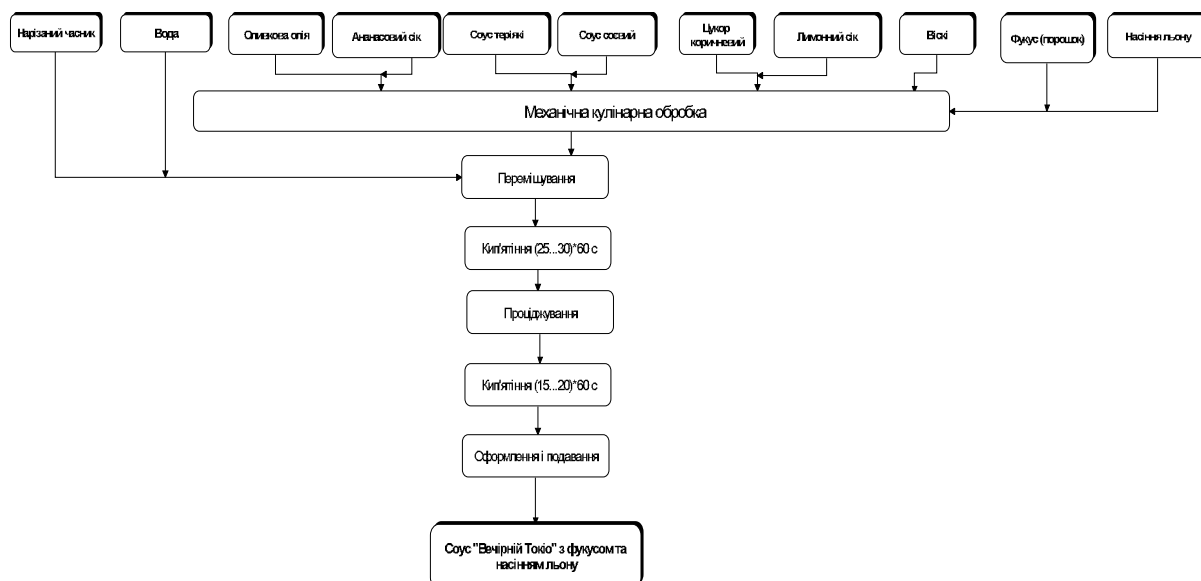 Нарізаний часник
Вода
Оливкова олія
Ананасовий сік
Соус теріякі
Соус соєвий
Цукор
коричневий
Лимонний сік
Віскі
Фукус (порошок)
Насіння льону
Механічна кулінарна обробка
Перемішування
Кип'ятіння (25...30)*60 с
Проціджування
Кип'ятіння (15...20)*60 с
Оформлення і подавання
Соус "Вечірній Токіо" з фукусом та
насінням льону